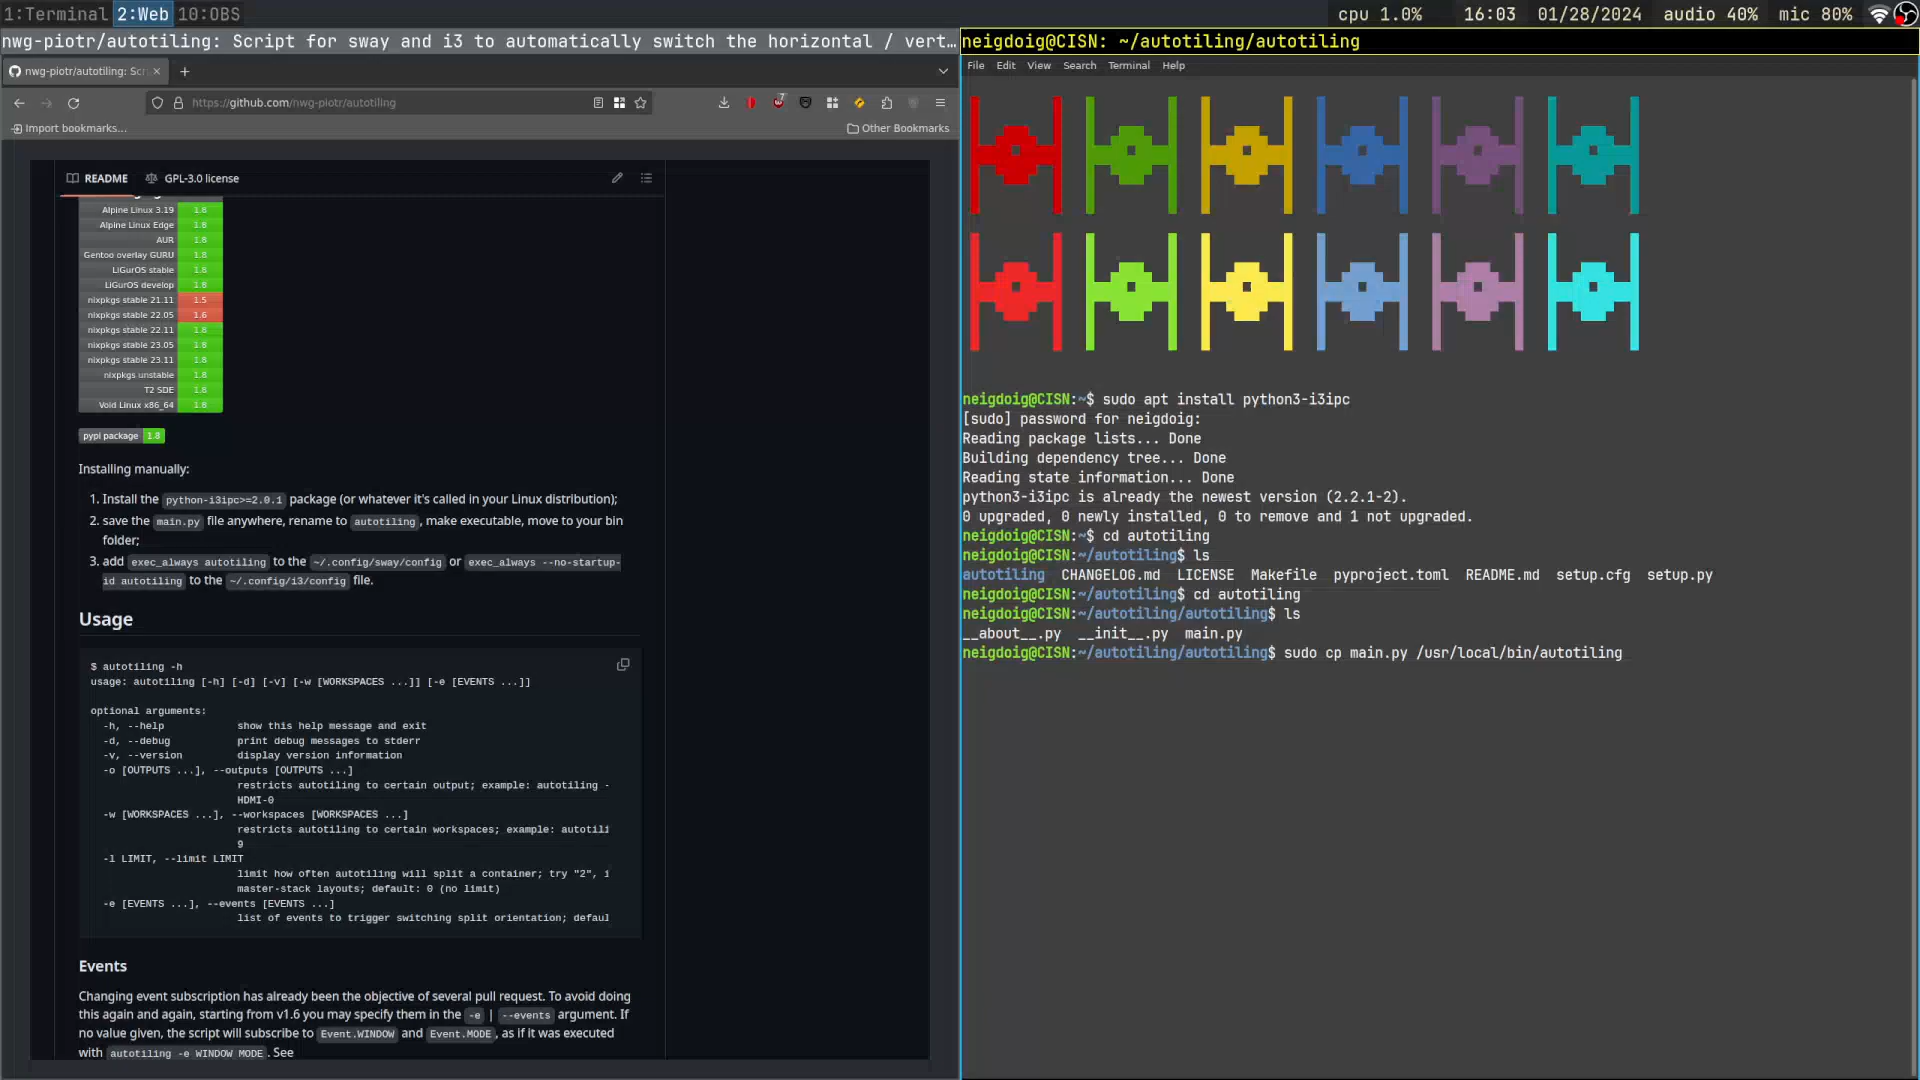 1:Terminal 2:Web 10:OBS
cpu 1.0% 16:03 01/28/2024 audio 40% mic 80%
nwg-piotr/autotiling: Script for sway and i3 to automatically switch the horizontal / vert…
nwg-piotr/autotiling: Scr
https://github.com/nwg-piotr/autotiling
7
Import bookmarks...
Other Bookmarks
README
GPL-3.0 license
Alpine Linux 3.19 1.8
Alpine Linux Edge 1.8
AUR 1.8
Gentoo overlay GURU 1.8
LiGurOS stable 1.8
LiGurOS develop 1.8
nixpkgs stable 21.11 1.5
nixpkgs stable 22.05 1.6
nixpkgs stable 22.11 1.8
nixpkgs stable 23.05 1.8
nixpkgs stable 23.11 1.8
nixpkgs unstable 1.8
T2 SDE 1.8
Void Linux x86_64 1.8
pypi package 1.8
Installing manually:
1. Install the python-i3ipc>=2.0.1 package (or whatever it's called in your Linux distribution);
2. save the main.py file anywhere, rename to autotiling, make executable, move to your bin
folder;
3. add exec_always autotiling to the ~/.config/sway/config or exec_always --no-startup-
id autotiling to the ~/.config/i3/config file.
Usage
$ autotiling -h
usage: autotiling [-h] [-d] [-v] [-w [WORKSPACES ...]] [-e [EVENTS ...]]
optional arguments:
-h, --help show this help message and exit
-d, --debug print debug messages to stderr
-v, --version display version information
-o [OUTPUTS ...], --outputs [OUTPUTS ...]
restricts autotiling to certain output; example: autotiling -
HDMI-0
-w [WORKSPACES ...], --workspaces [WORKSPACES ...]
restricts autotiling to certain workspaces; example: autotili
9
-l LIMIT, --limit LIMIT
limit how often autotiling will split a container; try "2", i
master-stack layouts; default: 0 (no limit)
-e [EVENTS ...], --events [EVENTS ...]
list of events to trigger switching split orientation; defaul
Events
Changing event subscription has already been the objective of several pull request. To avoid doing
this again and again, starting from v1.6 you may specify them in the -e | --events argument. If
no value given, the script will subscribe to Event.WINDOW and Event.MODE, as if it was executed
with autotiling -e WINDOW MODE. See
neigdoig@CISN: ~/autotiling/autotiling
File Edit View Search Terminal Help
neigdoig@CISN:~$ sudo apt install python3-i3ipc
[sudo] password for neigdoig:
Reading package lists... Done
Building dependency tree... Done
Reading state information... Done
python3-i3ipc is already the newest version (2.2.1-2).
0 upgraded, 0 newly installed, 0 to remove and 1 not upgraded.
neigdoig@CISN:~$ cd autotiling
neigdoig@CISN:~/autotiling$ ls
autotiling CHANGELOG.md LICENSE Makefile pyproject.toml README.md setup.cfg setup.py
neigdoig@CISN:~/autotiling$ cd autotiling
neigdoig@CISN:~/autotiling/autotiling$ ls
__about__.py __init__.py main.py
neigdoig@CISN:~/autotiling/autotiling$ sudo cp main.py /usr/local/bin/autotiling